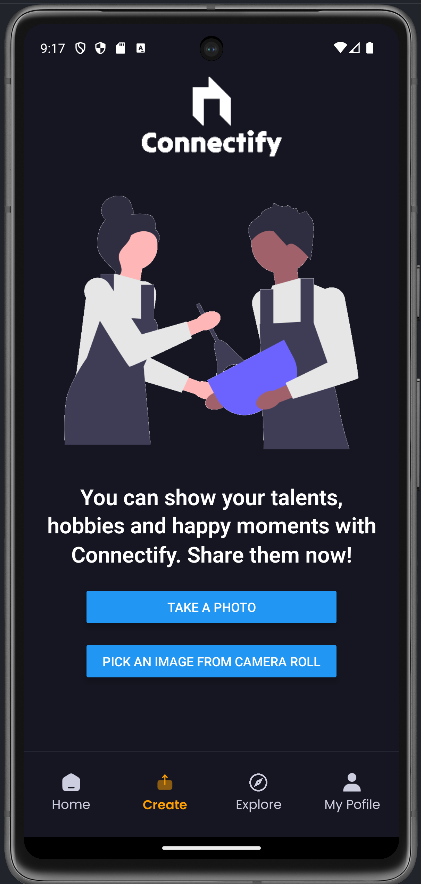 9:17
Connectify
You can show your talents,
hobbies and happy moments with
Connectify. Share them now!
TAKE A PHOTO
PICK AN IMAGE FROM CAMERA ROLL
Home
Create
Explore
My Pofile